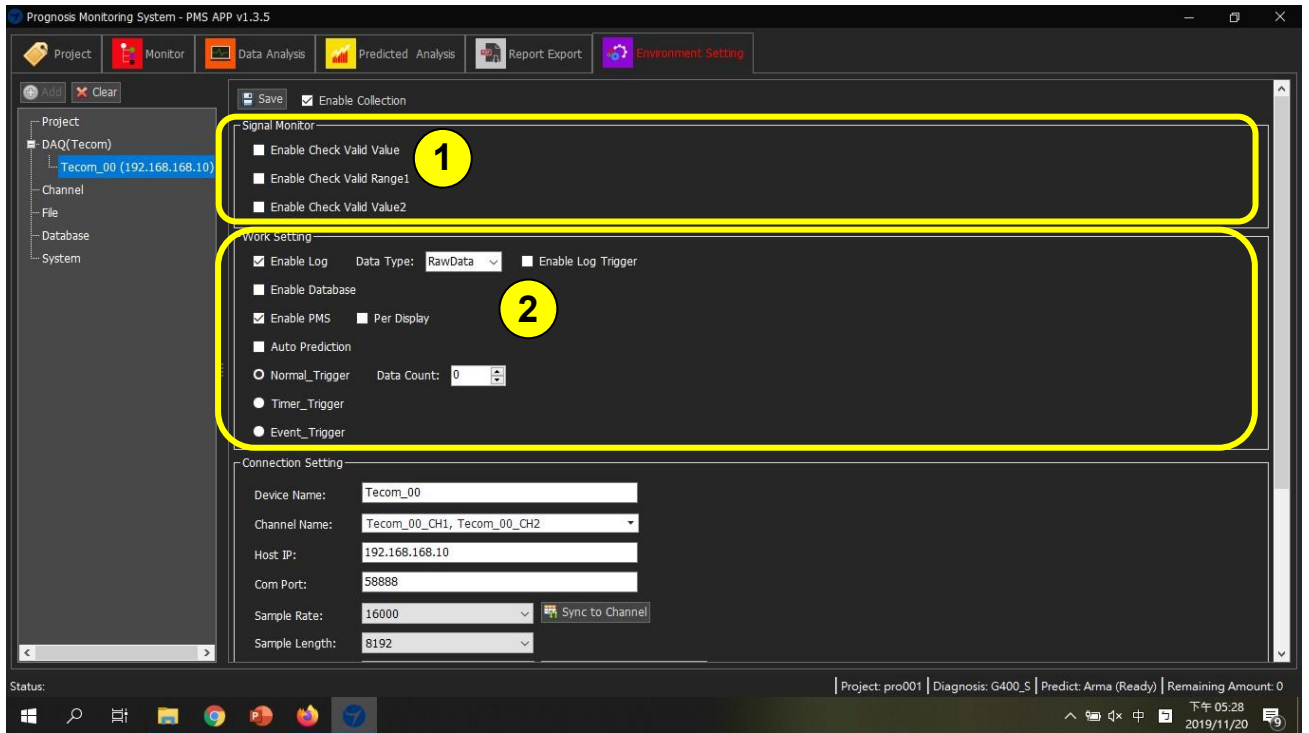 Prognosis Monitoring System - PMS APP v1.3.5
Project Monitor Data Analysis Predicted Analysis Report Export Environment Setting
Add Clear
Project
DAQ(Tecom)
Tecom_00 (192.168.168.10)
Channel
File
Database
System
Save Enable Collection
Signal Monitor
Enable Check Valid Value
1
Enable Check Valid Range1
Enable Check Valid Value2
Work Setting
Enable Log Data Type: RawData Enable Log Trigger
Enable Database
2
Enable PMS Per Display
Auto Prediction
Normal_Trigger Data Count: 0
Timer_Trigger
Event_Trigger
Connection Setting
Device Name: Tecom_00
Channel Name: Tecom_00_CH1, Tecom_00_CH2
Host IP: 192.168.168.10
Com Port: 58888
Sample Rate: 16000 Sync to Channel
Sample Length: 8192
Status: Project: pro001 Diagnosis: G400_S Predict: Arma (Ready) Remaining Amount: 0
中 ㄅ 下午 05:28
2019/11/20 9